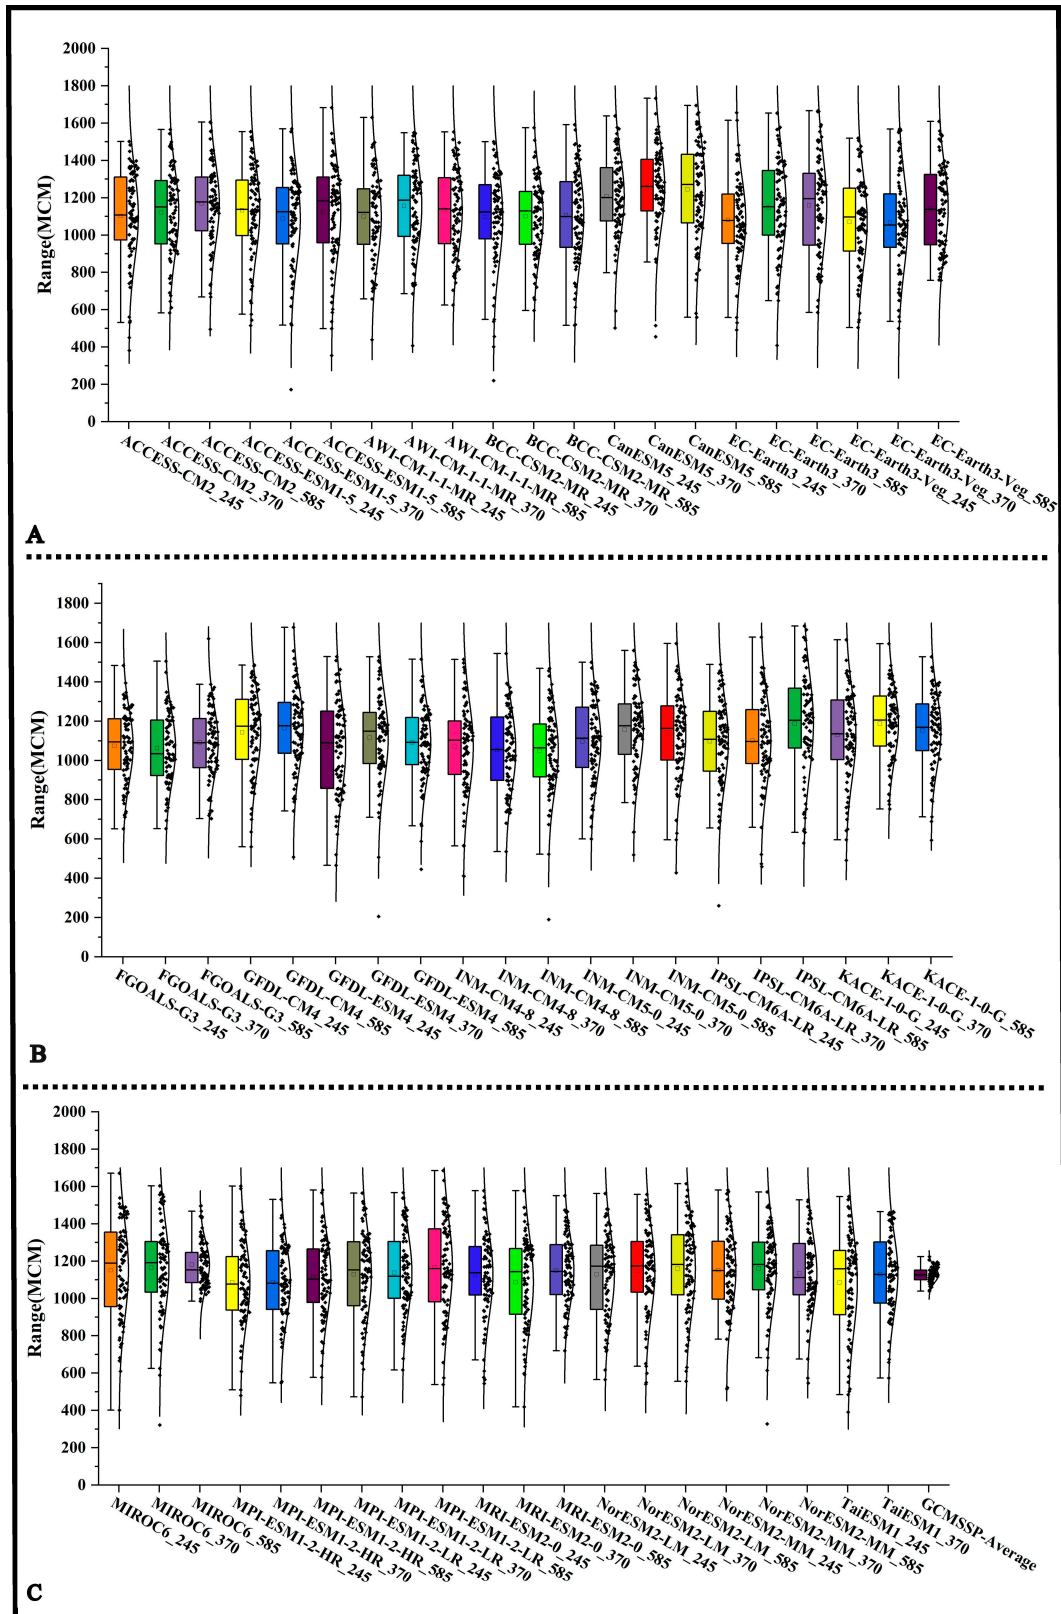 2000
1800
1600
1400
1200
1000
800
600
400
200
0
Range(MCM)
ACCESS-CM2_245
ACCESS-CM2_370
ACCESS-CM2_585
ACCESS-ESM1-5_245
ACCESS-ESM1-5_370
ACCESS-ESM1-5_585
AWI-CM-1-1-MR_245
AWI-CM-1-1-MR_370
AWI-CM-1-1-MR_585
BCC-CSM2-MR_245
BCC-CSM2-MR_370
BCC-CSM2-MR_585
CanESM5_245
CanESM5_370
CanESM5_585
EC-Earth3_245
EC-Earth3_370
EC-Earth3_585
EC-Earth3-Veg_245
EC-Earth3-Veg_370
EC-Earth3-Veg_585
A
1800
1600
1400
1200
1000
800
600
400
200
0
Range(MCM)
FGOALS-G3_245
FGOALS-G3_370
FGOALS-G3_585
GFDL-CM4_245
GFDL-CM4_585
GFDL-ESM4_245
GFDL-ESM4_370
GFDL-ESM4_585
INM-CM4-8_245
INM-CM4-8_370
INM-CM4-8_585
INM-CM5-0_245
INM-CM5-0_370
INM-CM5-0_585
IPSL-CM6A-LR_245
IPSL-CM6A-LR_370
IPSL-CM6A-LR_585
KACE-1-0-G_245
KACE-1-0-G_370
KACE-1-0-G_585
B
2000
1800
1600
1400
1200
1000
800
600
400
200
0
Range(MCM)
MIROC6_245
MIROC6_370
MIROC6_585
MPI-ESM1-2-HR_245
MPI-ESM1-2-HR_370
MPI-ESM1-2-HR_585
MPI-ESM1-2-LR_245
MPI-ESM1-2-LR_370
MPI-ESM1-2-LR_585
MRI-ESM2-0_245
MRI-ESM2-0_370
MRI-ESM2-0_585
NorESM2-LM_245
NorESM2-LM_370
NorESM2-LM_585
NorESM2-MM_245
NorESM2-MM_370
NorESM2-MM_585
TaiESM1_245
TaiESM1_370
GCMSSP-Average
C